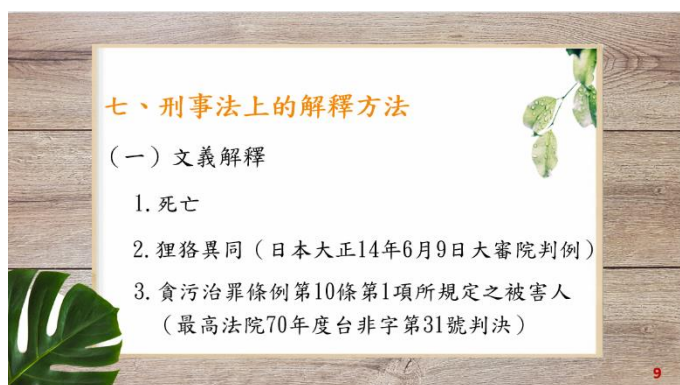 七、刑事法上的解釋方法
（一）文義解釋
1. 死亡
2. 狸狢異同（日本大正14年6月9日大審院判例）
3. 貪污治罪條例第10條第1項所規定之被害人
（最高法院70年度台非字第31號判決）
9